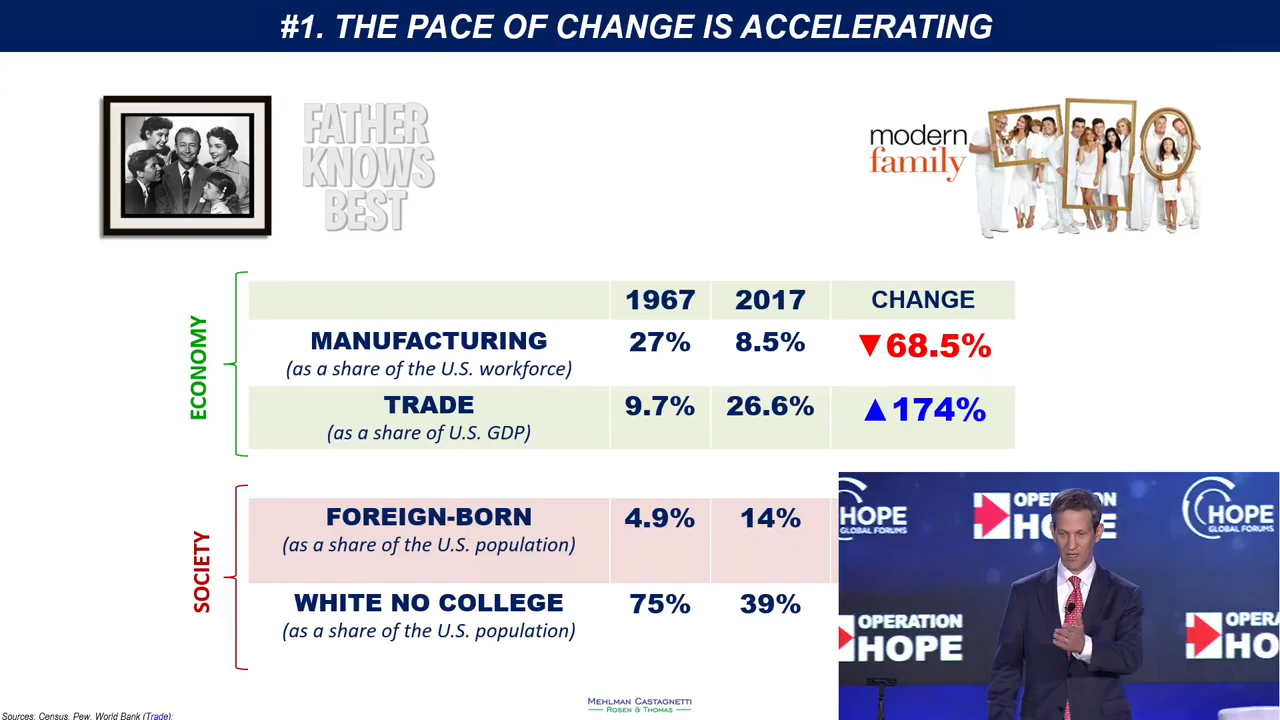 #1. THE PACE OF CHANGE IS ACCELERATING
FATHER
KNOWS
BEST
modern
family
ECONOMY
1967 2017 CHANGE
MANUFACTURING 27% 8.5% ▼68.5%
(as a share of the U.S. workforce)
TRADE 9.7% 26.6% ▲174%
(as a share of U.S. GDP)
SOCIETY
FOREIGN-BORN 4.9% 14%
(as a share of the U.S. population)
WHITE NO COLLEGE 75% 39%
(as a share of the U.S. population)
HOPE
GLOBAL FORUMS
OPERATION
HOPE
HOPE
GLOBAL FORUMS
OPERATION
HOPE
OPERA
HO
MEHLMAN CASTAGNETTI
ROSEN & THOMAS
Sources: Census, Pew, World Bank (Trade);